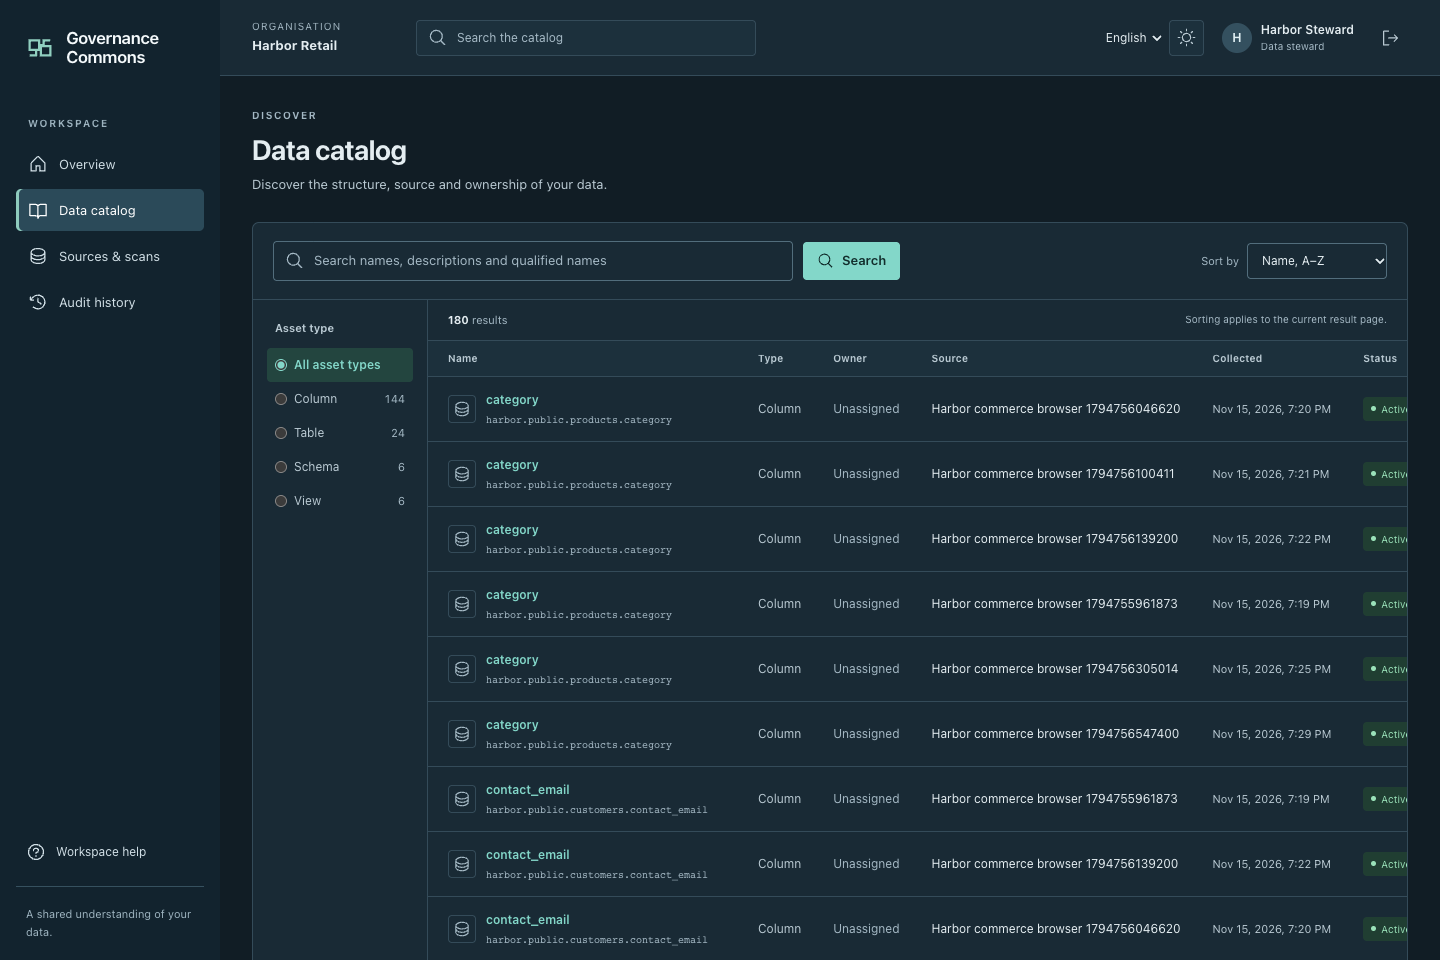 Governance
Commons
WORKSPACE
Overview
Data catalog
Sources & scans
Audit history
Workspace help
A shared understanding of your
data.
ORGANISATION
Harbor Retail
Search the catalog
English
H
Harbor Steward
Data steward
DISCOVER
Data catalog
Discover the structure, source and ownership of your data.
Search names, descriptions and qualified names
Search
Sort by
Name, A–Z
Asset type
All asset types
Column 144
Table 24
Schema 6
View 6
180 results
Sorting applies to the current result page.
Name Type Owner Source Collected Status
category
harbor.public.products.category
Column Unassigned Harbor commerce browser 1794756046620 Nov 15, 2026, 7:20 PM Active
category
harbor.public.products.category
Column Unassigned Harbor commerce browser 1794756100411 Nov 15, 2026, 7:21 PM Active
category
harbor.public.products.category
Column Unassigned Harbor commerce browser 1794756139200 Nov 15, 2026, 7:22 PM Active
category
harbor.public.products.category
Column Unassigned Harbor commerce browser 1794755961873 Nov 15, 2026, 7:19 PM Active
category
harbor.public.products.category
Column Unassigned Harbor commerce browser 1794756305014 Nov 15, 2026, 7:25 PM Active
category
harbor.public.products.category
Column Unassigned Harbor commerce browser 1794756547400 Nov 15, 2026, 7:29 PM Active
contact_email
harbor.public.customers.contact_email
Column Unassigned Harbor commerce browser 1794755961873 Nov 15, 2026, 7:19 PM Active
contact_email
harbor.public.customers.contact_email
Column Unassigned Harbor commerce browser 1794756139200 Nov 15, 2026, 7:22 PM Active
contact_email
harbor.public.customers.contact_email
Column Unassigned Harbor commerce browser 1794756046620 Nov 15, 2026, 7:20 PM Active